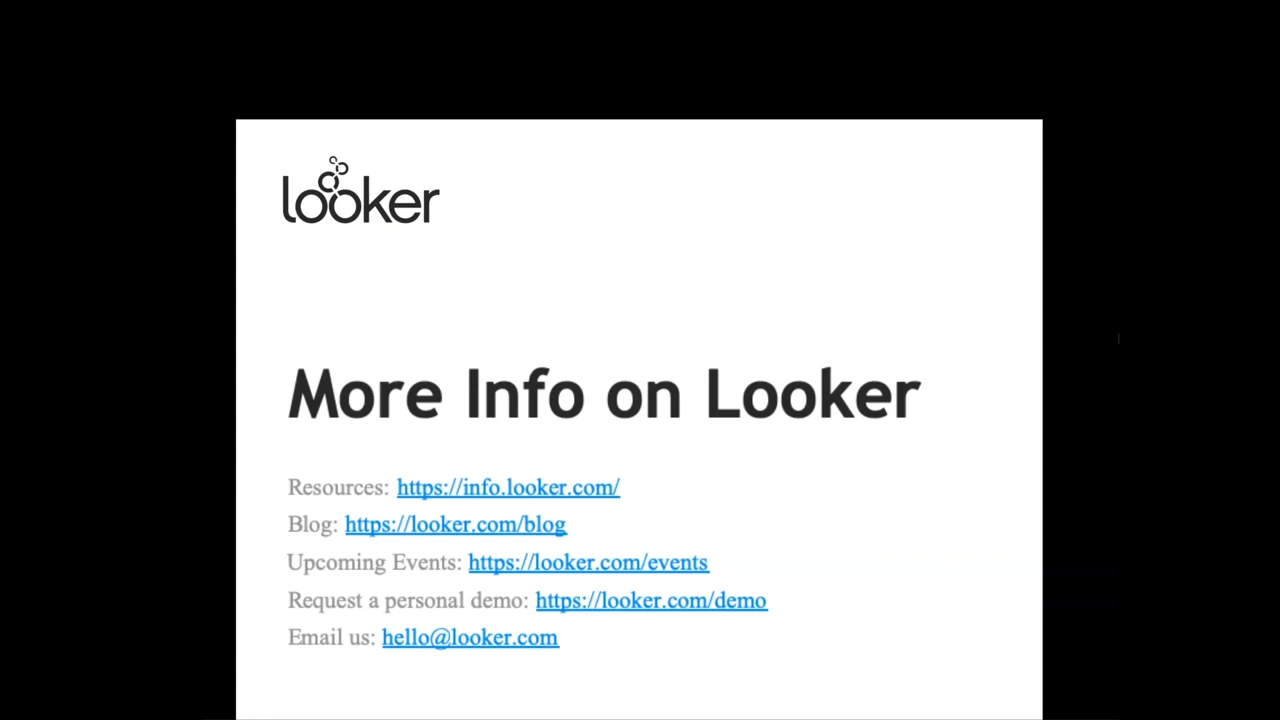 looker
More Info on Looker
Resources: https://info.looker.com/
Blog: https://looker.com/blog
Upcoming Events: https://looker.com/events
Request a personal demo: https://looker.com/demo
Email us: hello@looker.com